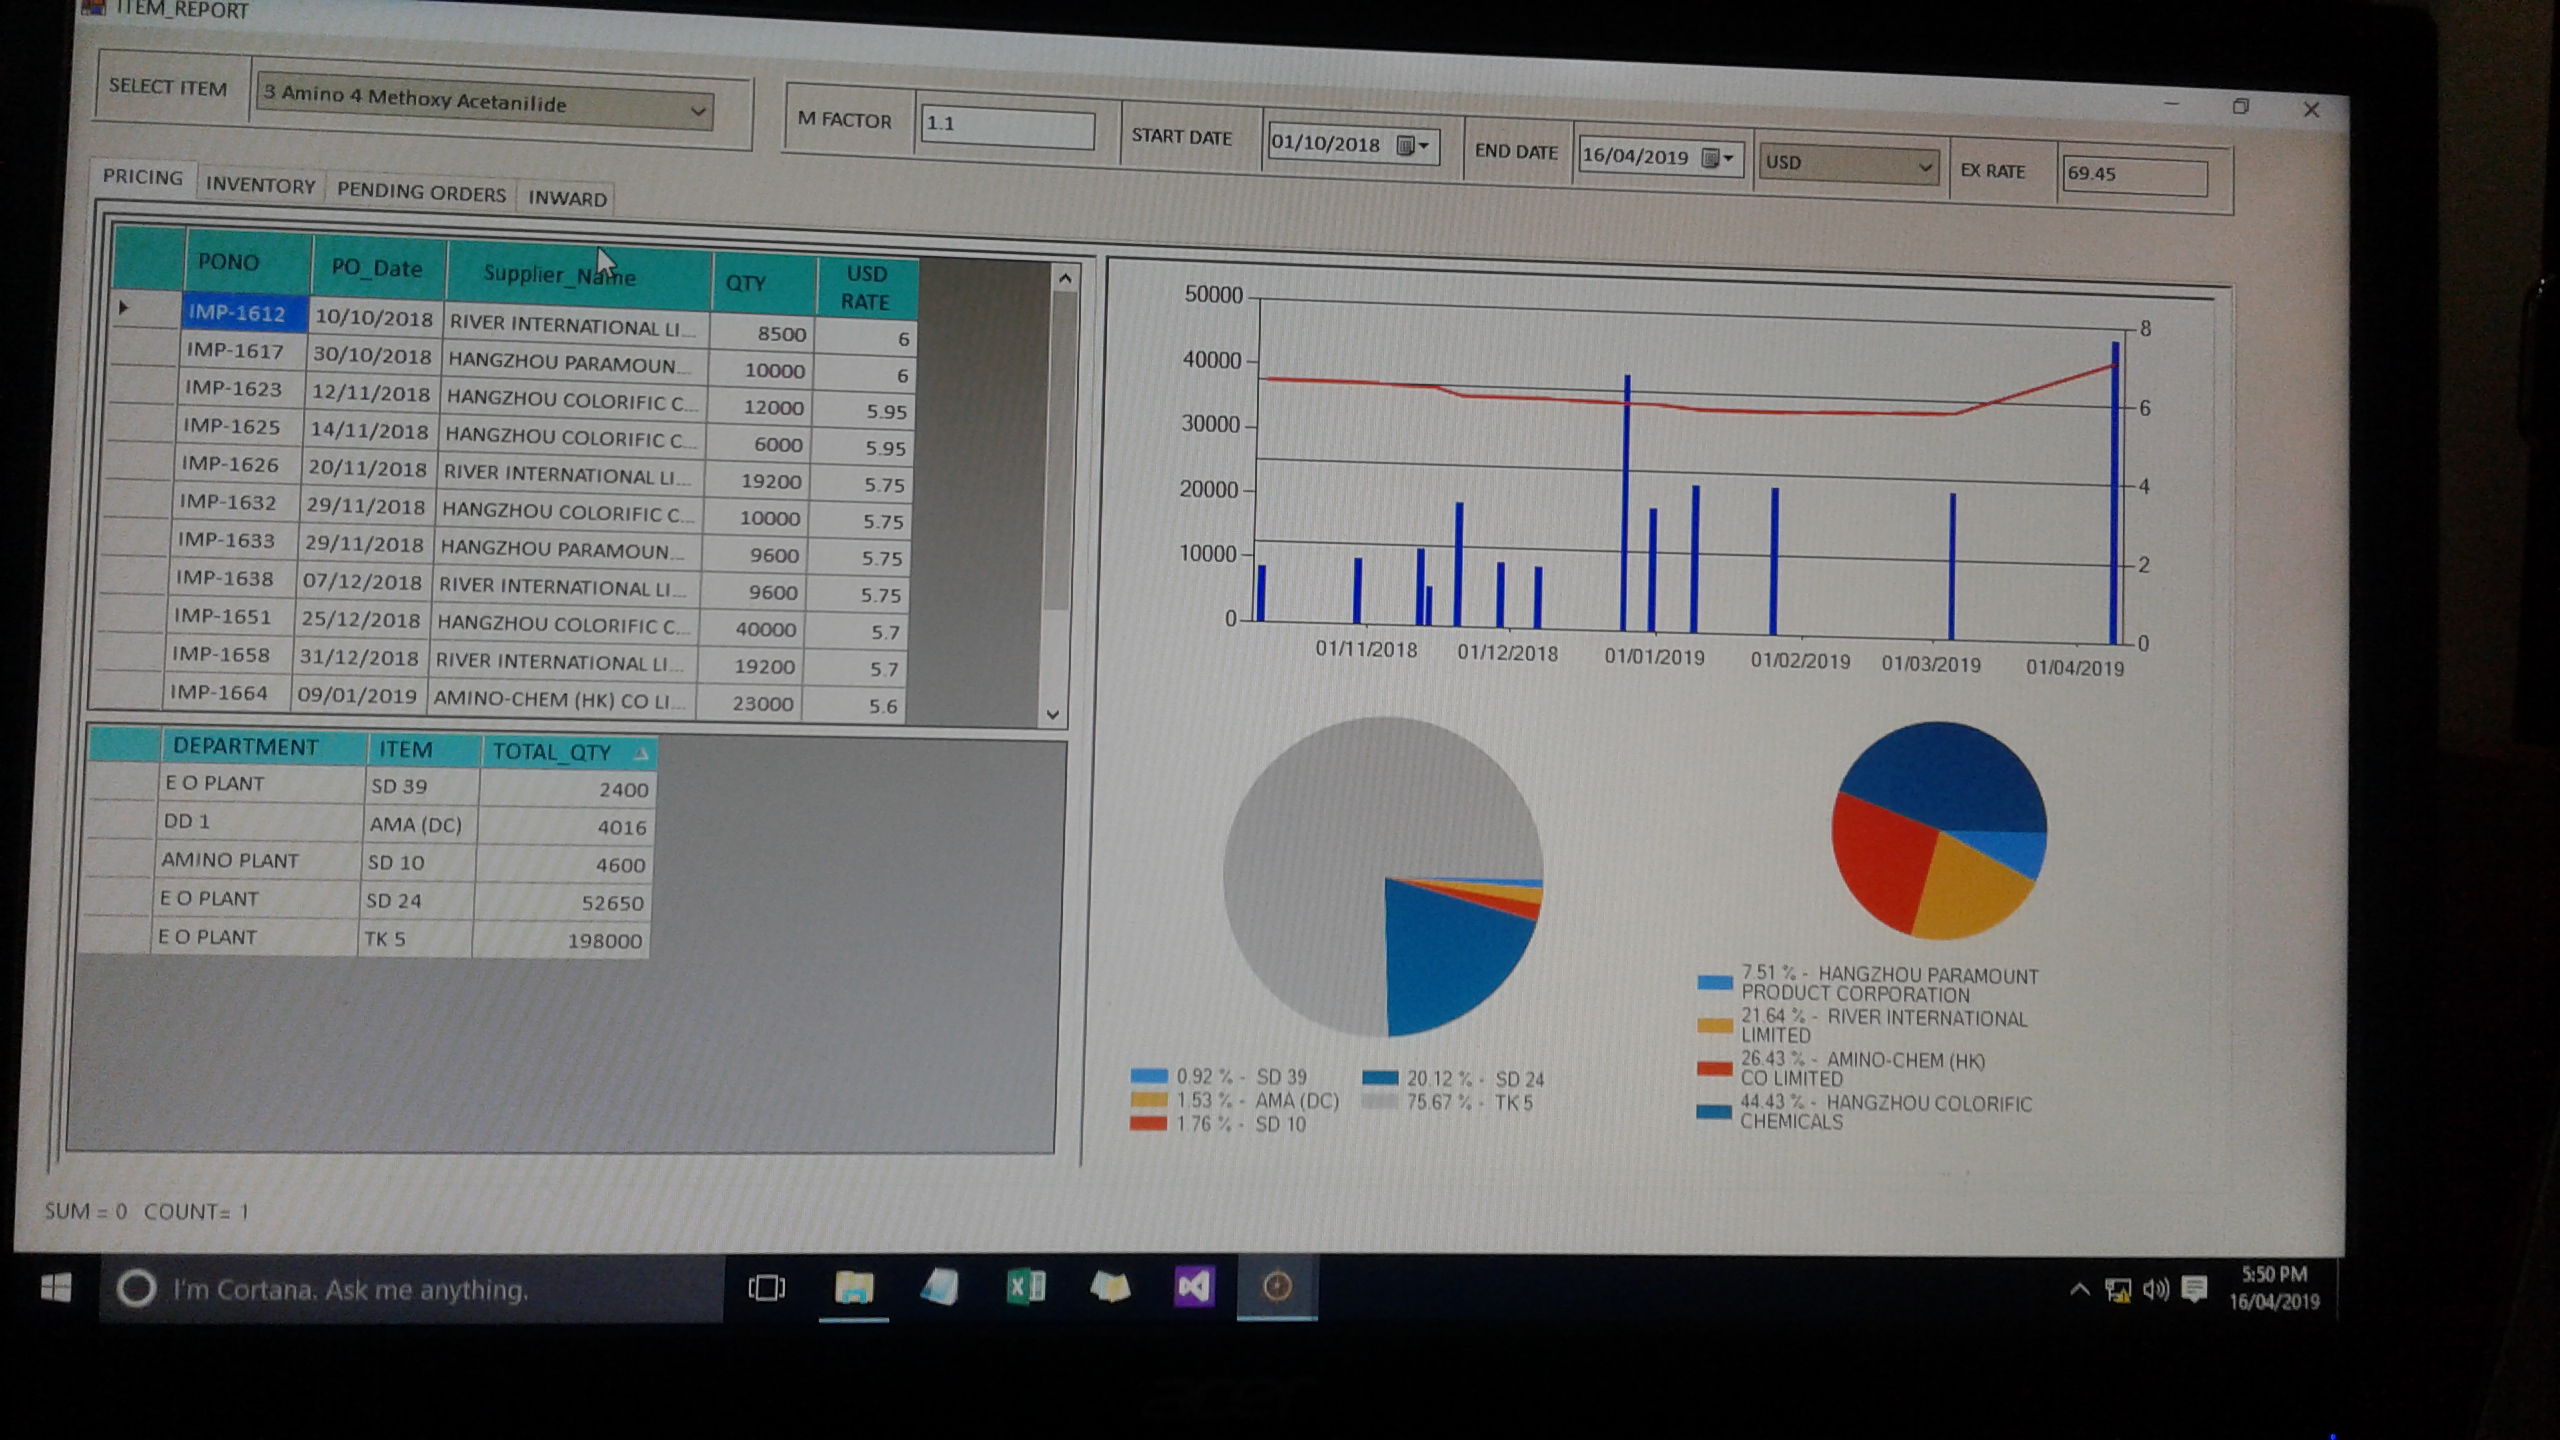 ITEM_REPORT
SELECT ITEM 3 Amino 4 Methoxy Acetanilide M FACTOR 1.1 START DATE 01/10/2018 END DATE 16/04/2019 USD EX RATE 69.45
PRICING INVENTORY PENDING ORDERS INWARD
PONO PO_Date Supplier_Name QTY USD RATE
IMP-1612 10/10/2018 RIVER INTERNATIONAL LI... 8500 6
IMP-1617 30/10/2018 HANGZHOU PARAMOUN... 10000 6
IMP-1623 12/11/2018 HANGZHOU COLORIFIC C... 12000 5.95
IMP-1625 14/11/2018 HANGZHOU COLORIFIC C... 6000 5.95
IMP-1626 20/11/2018 RIVER INTERNATIONAL LI... 19200 5.75
IMP-1632 29/11/2018 HANGZHOU COLORIFIC C... 10000 5.75
IMP-1633 29/11/2018 HANGZHOU PARAMOUN... 9600 5.75
IMP-1638 07/12/2018 RIVER INTERNATIONAL LI... 9600 5.75
IMP-1651 25/12/2018 HANGZHOU COLORIFIC C... 40000 5.7
IMP-1658 31/12/2018 RIVER INTERNATIONAL LI... 19200 5.7
IMP-1664 09/01/2019 AMINO-CHEM (HK) CO LI... 23000 5.6
DEPARTMENT ITEM TOTAL_QTY
E O PLANT SD 39 2400
DD 1 AMA (DC) 4016
AMINO PLANT SD 10 4600
E O PLANT SD 24 52650
E O PLANT TK 5 198000
50000
40000
30000
20000
10000
0
8
6
4
2
0
01/11/2018 01/12/2018 01/01/2019 01/02/2019 01/03/2019 01/04/2019
0.92 % - SD 39 20.12 % - SD 24
1.53 % - AMA (DC) 75.67 % - TK 5
1.76 % - SD 10
7.51 % - HANGZHOU PARAMOUNT
PRODUCT CORPORATION
21.64 % - RIVER INTERNATIONAL
LIMITED
26.43 % - AMINO-CHEM (HK)
CO LIMITED
44.43 % - HANGZHOU COLORIFIC
CHEMICALS
SUM = 0 COUNT= 1
I'm Cortana. Ask me anything.
5:50 PM
16/04/2019
acer